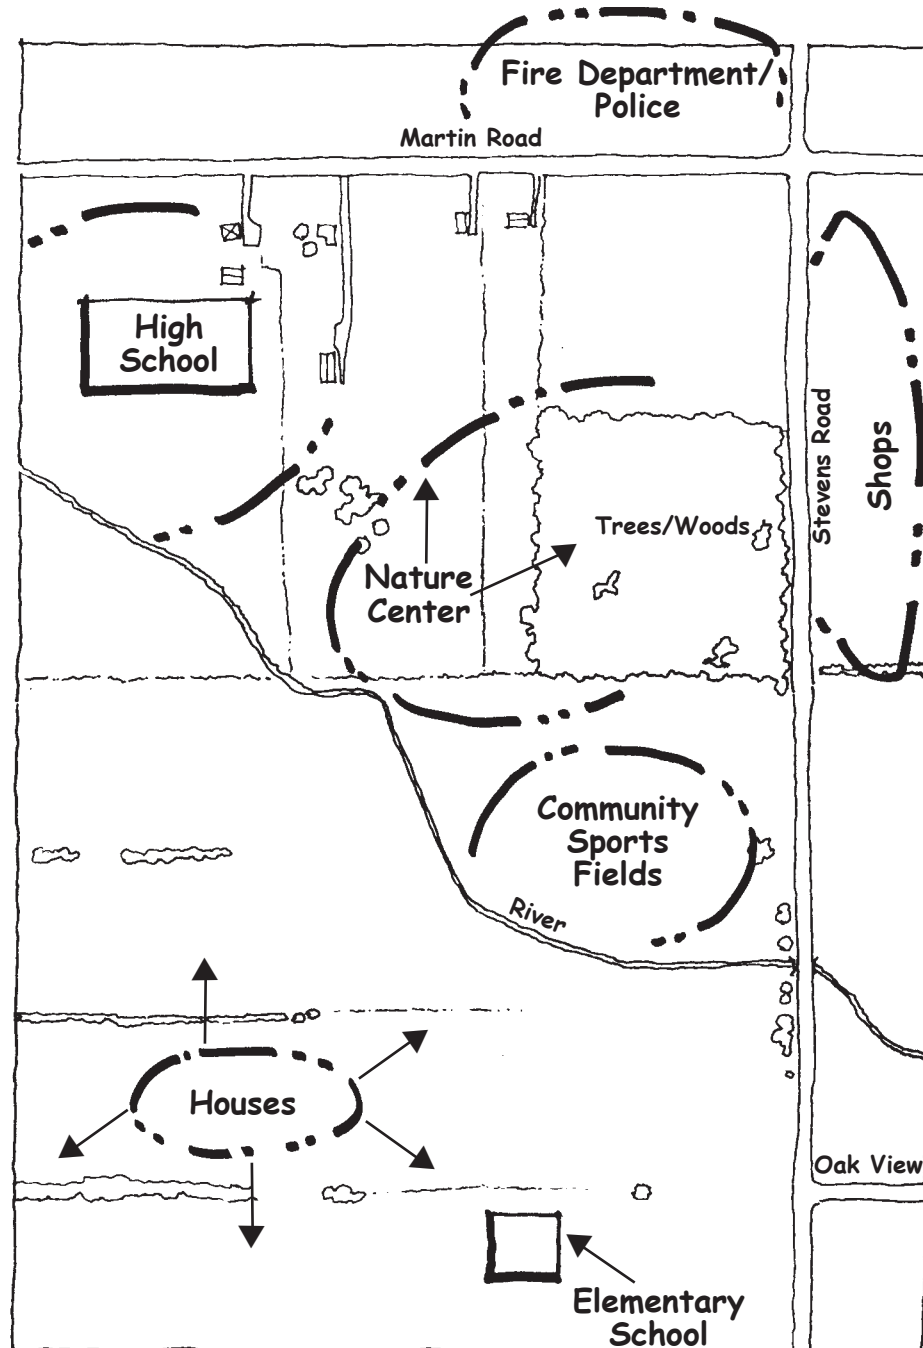 Fire Department/
Police
Martin Road
High
School
Stevens Road
Shops
Trees/Woods
Nature
Center
Community
Sports
Fields
River
Houses
Oak View
Elementary
School